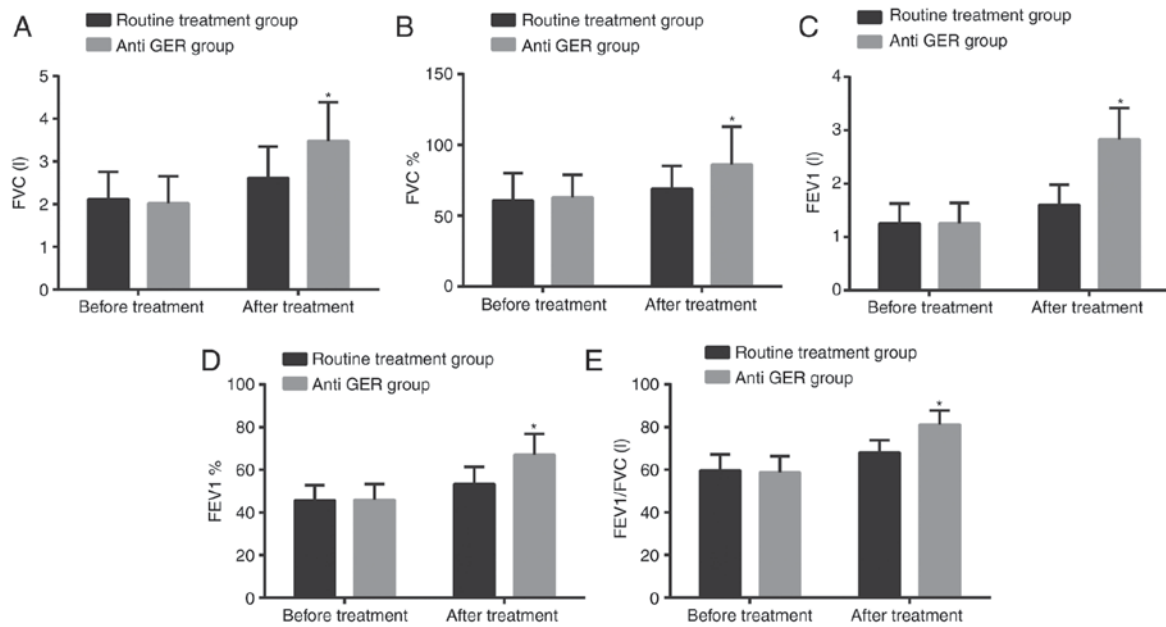 A
Routine treatment group
Anti GER group
FVC (l)
5
4
3
2
1
0
*
Before treatment
After treatment
B
Routine treatment group
Anti GER group
FVC %
150
100
50
0
*
Before treatment
After treatment
C
Routine treatment group
Anti GER group
FEV1 (l)
4
3
2
1
0
*
Before treatment
After treatment
D
Routine treatment group
Anti GER group
FEV1 %
100
80
60
40
20
0
*
Before treatment
After treatment
E
Routine treatment group
Anti GER group
FEV1/FVC (l)
100
80
60
40
20
0
*
Before treatment
After treatment